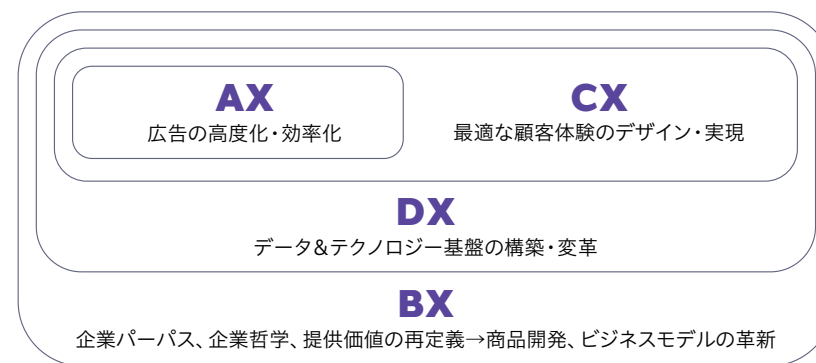 AX
広告の高度化・効率化
CX
最適な顧客体験のデザイン・実現
DX
データ&テクノロジー基盤の構築・変革
BX
企業パーパス、企業哲学、提供価値の再定義→商品開発、ビジネスモデルの革新